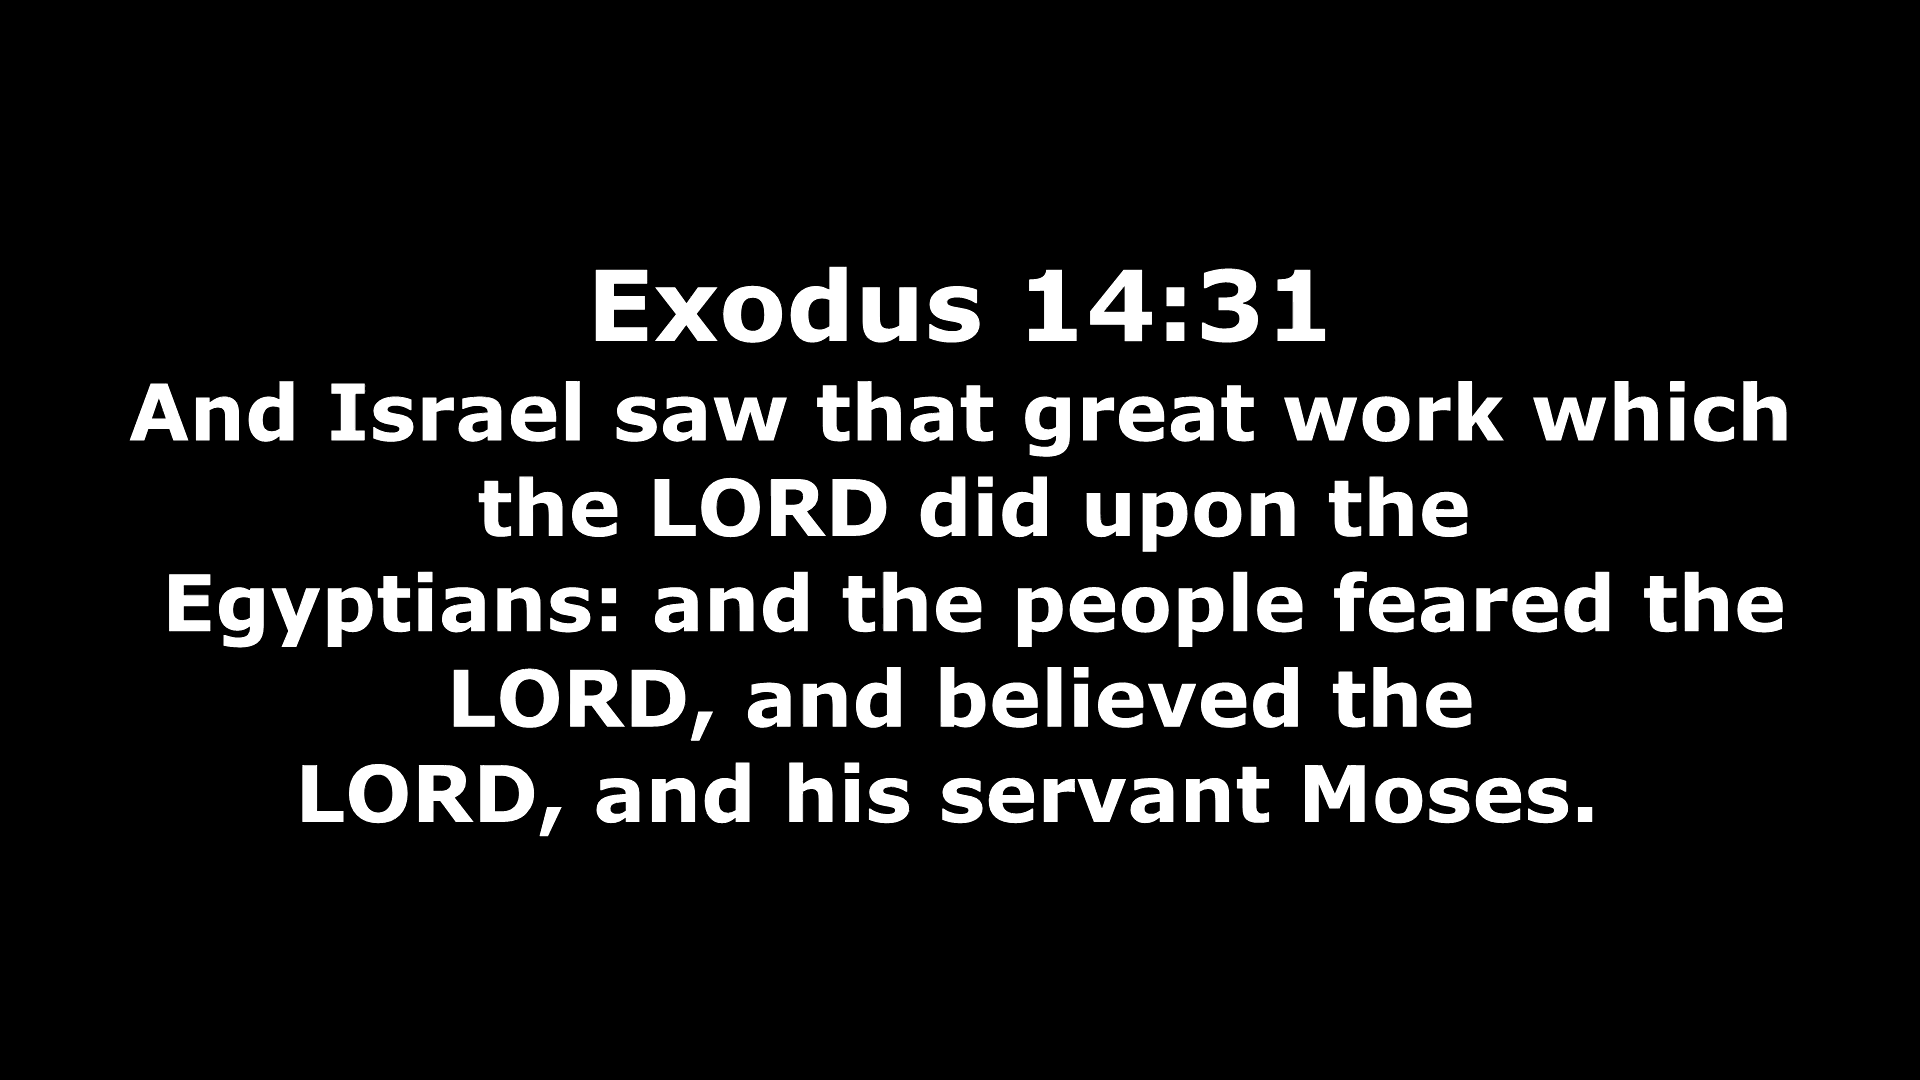 Exodus 14:31
And Israel saw that great work which
the LORD did upon the
Egyptians: and the people feared the
LORD, and believed the
LORD, and his servant Moses.